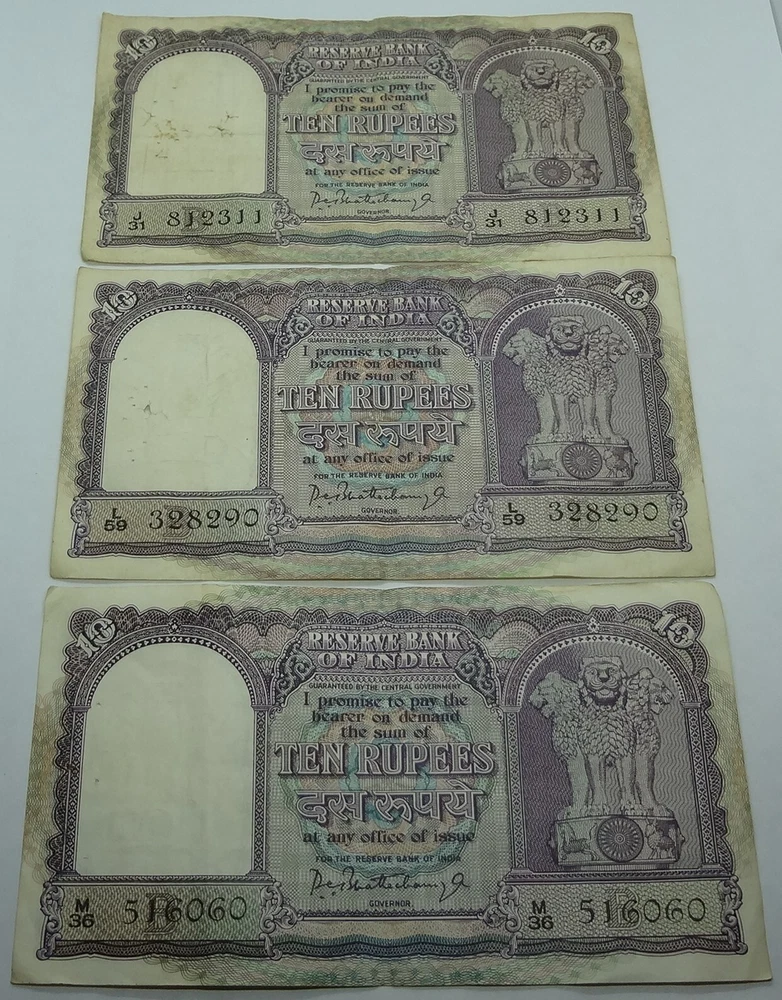 10 10
RESERVE BANK
OF INDIA
GUARANTEED BY THE CENTRAL GOVERNMENT
I promise to pay the
bearer on demand
the sum of
TEN RUPEES
दस रूपये
at any office of issue
FOR THE RESERVE BANK OF INDIA
GOVERNOR
J/31 812311 J/31 812311
10 10
RESERVE BANK
OF INDIA
GUARANTEED BY THE CENTRAL GOVERNMENT
I promise to pay the
bearer on demand
the sum of
TEN RUPEES
दस रूपये
at any office of issue
FOR THE RESERVE BANK OF INDIA
GOVERNOR
L/59 328290 L/59 328290
10 10
RESERVE BANK
OF INDIA
GUARANTEED BY THE CENTRAL GOVERNMENT
I promise to pay the
bearer on demand
the sum of
TEN RUPEES
दस रूपये
at any office of issue
FOR THE RESERVE BANK OF INDIA
GOVERNOR
M/36 516060 M/36 516060